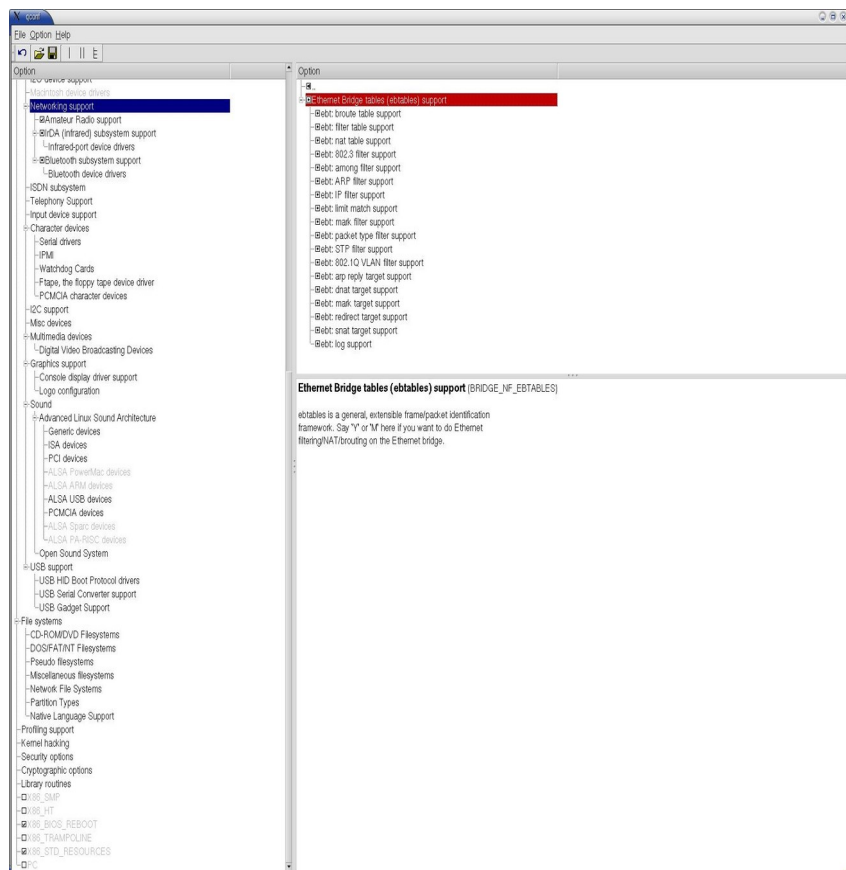 qconf
File Option Help
Option
I2O device support
Macintosh device drivers
Networking support
Amateur Radio support
IrDA (infrared) subsystem support
Infrared-port device drivers
Bluetooth subsystem support
Bluetooth device drivers
ISDN subsystem
Telephony Support
Input device support
Character devices
Serial drivers
IPMI
Watchdog Cards
Ftape, the floppy tape device driver
PCMCIA character devices
I2C support
Misc devices
Multimedia devices
Digital Video Broadcasting Devices
Graphics support
Console display driver support
Logo configuration
Sound
Advanced Linux Sound Architecture
Generic devices
ISA devices
PCI devices
ALSA PowerMac devices
ALSA ARM devices
ALSA USB devices
PCMCIA devices
ALSA Sparc devices
ALSA PA-RISC devices
Open Sound System
USB support
USB HID Boot Protocol drivers
USB Serial Converter support
USB Gadget Support
File systems
CD-ROM/DVD Filesystems
DOS/FAT/NT Filesystems
Pseudo filesystems
Miscellaneous filesystems
Network File Systems
Partition Types
Native Language Support
Profiling support
Kernel hacking
Security options
Cryptographic options
Library routines
X86_SMP
X86_HT
X86_BIOS_REBOOT
X86_TRAMPOLINE
X86_STD_RESOURCES
PC
Option
..
Ethernet Bridge tables (ebtables) support
ebt: broute table support
ebt: filter table support
ebt: nat table support
ebt: 802.3 filter support
ebt: among filter support
ebt: ARP filter support
ebt: IP filter support
ebt: limit match support
ebt: mark filter support
ebt: packet type filter support
ebt: STP filter support
ebt: 802.1Q VLAN filter support
ebt: arp reply target support
ebt: dnat target support
ebt: mark target support
ebt: redirect target support
ebt: snat target support
ebt: log support
Ethernet Bridge tables (ebtables) support (BRIDGE_NF_EBTABLES)
ebtables is a general, extensible frame/packet identification
framework. Say 'Y' or 'M' here if you want to do Ethernet
filtering/NAT/brouting on the Ethernet bridge.